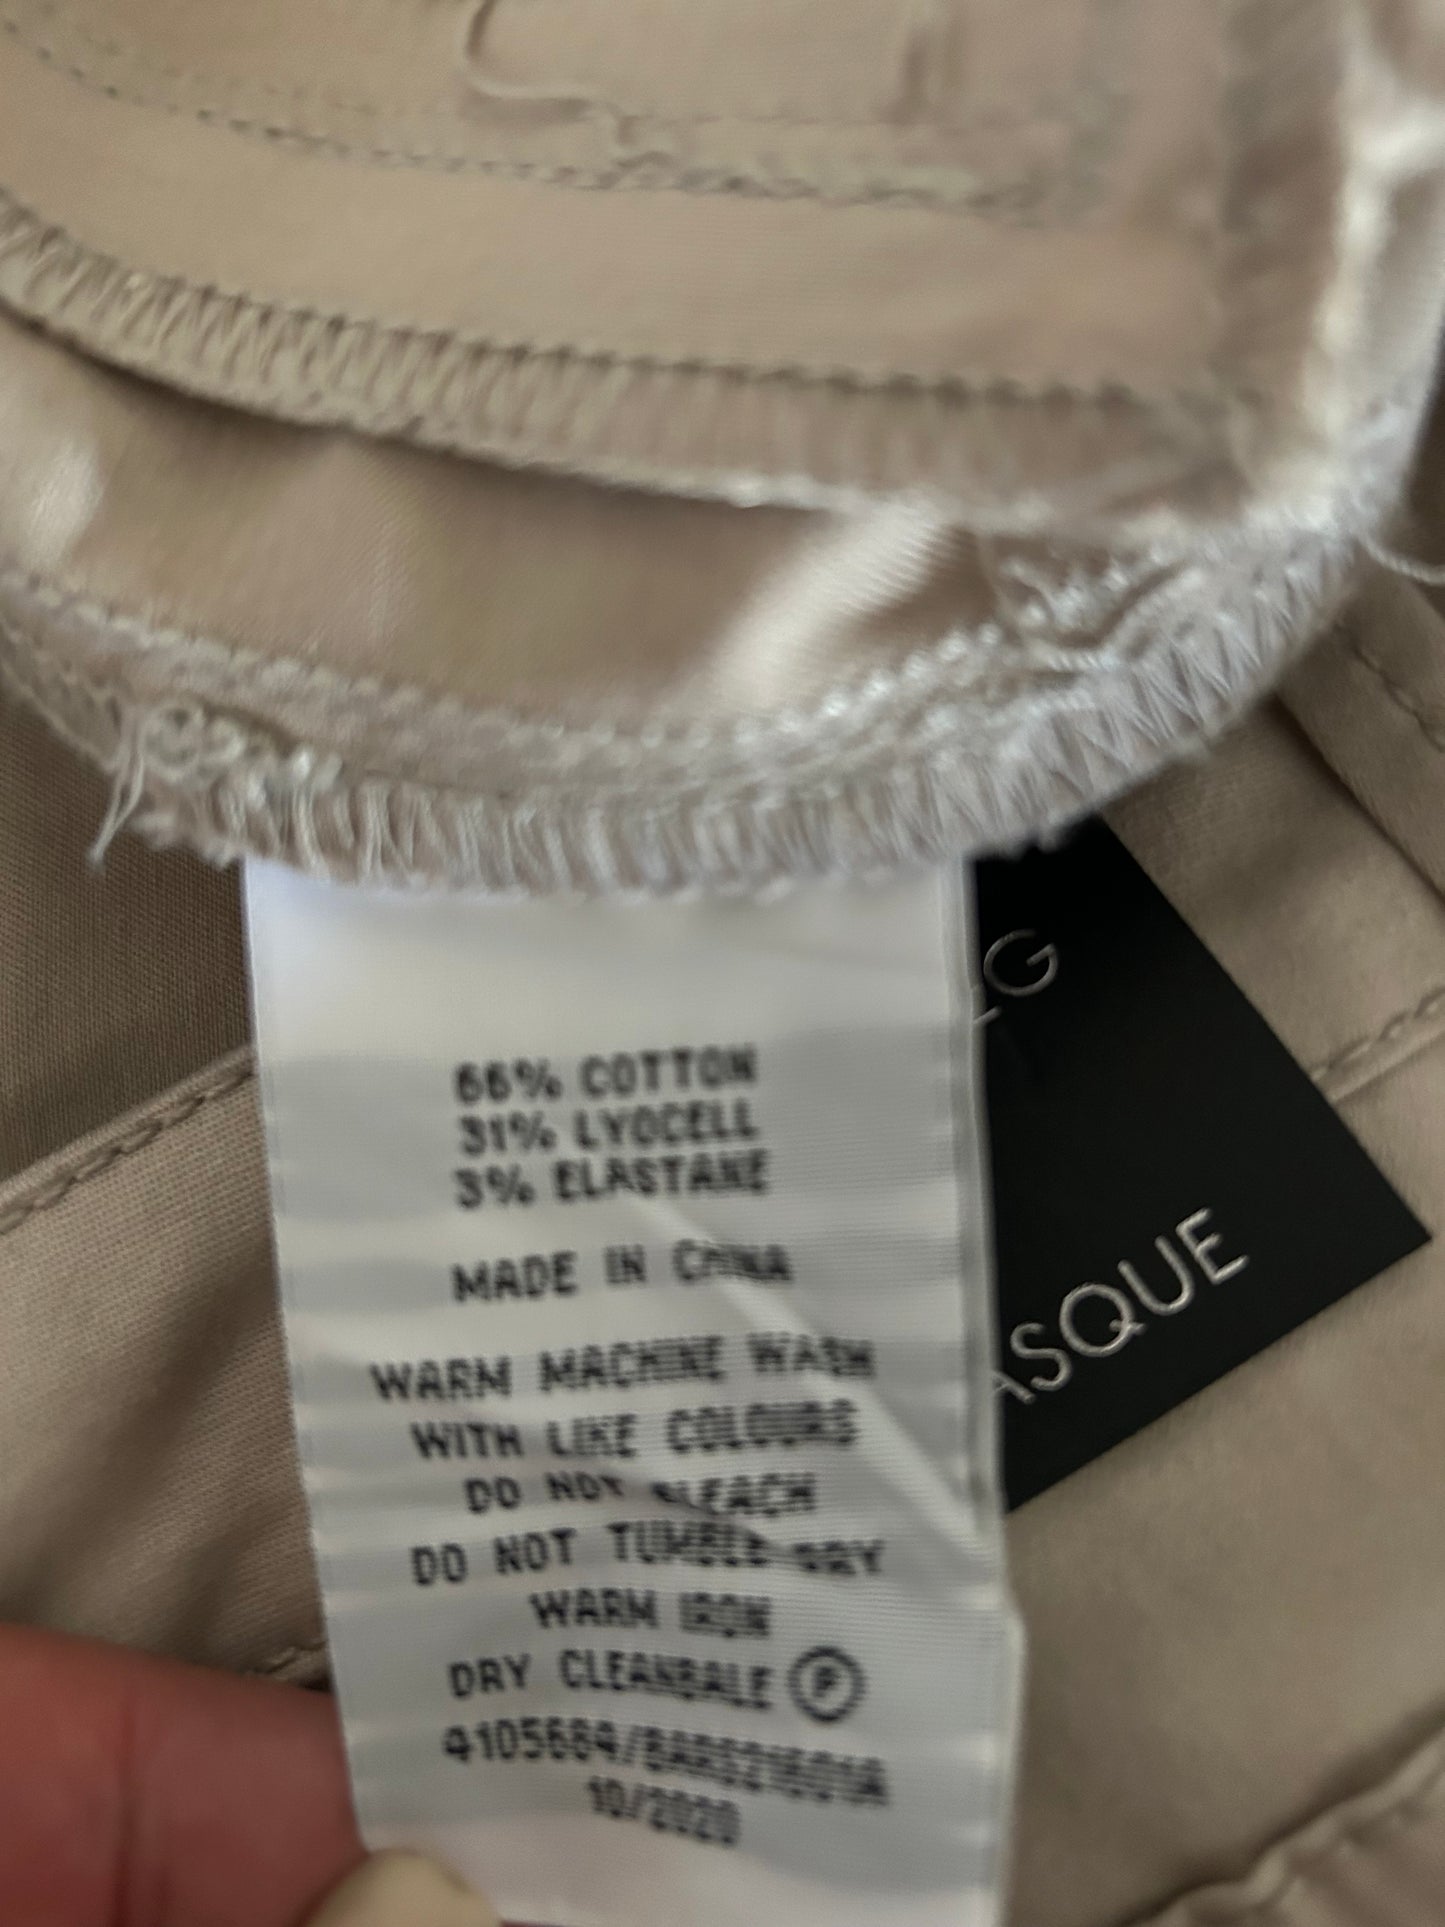 66% COTTON
31% LYOCELL
3% ELASTANE
MADE IN CHINA
WARM MACHINE WASH
WITH LIKE COLOURS
DO NOT BLEACH
DO NOT TUMBLE DRY
WARM IRON
DRY CLEANBALE P
10/2020
EG
ASQUE